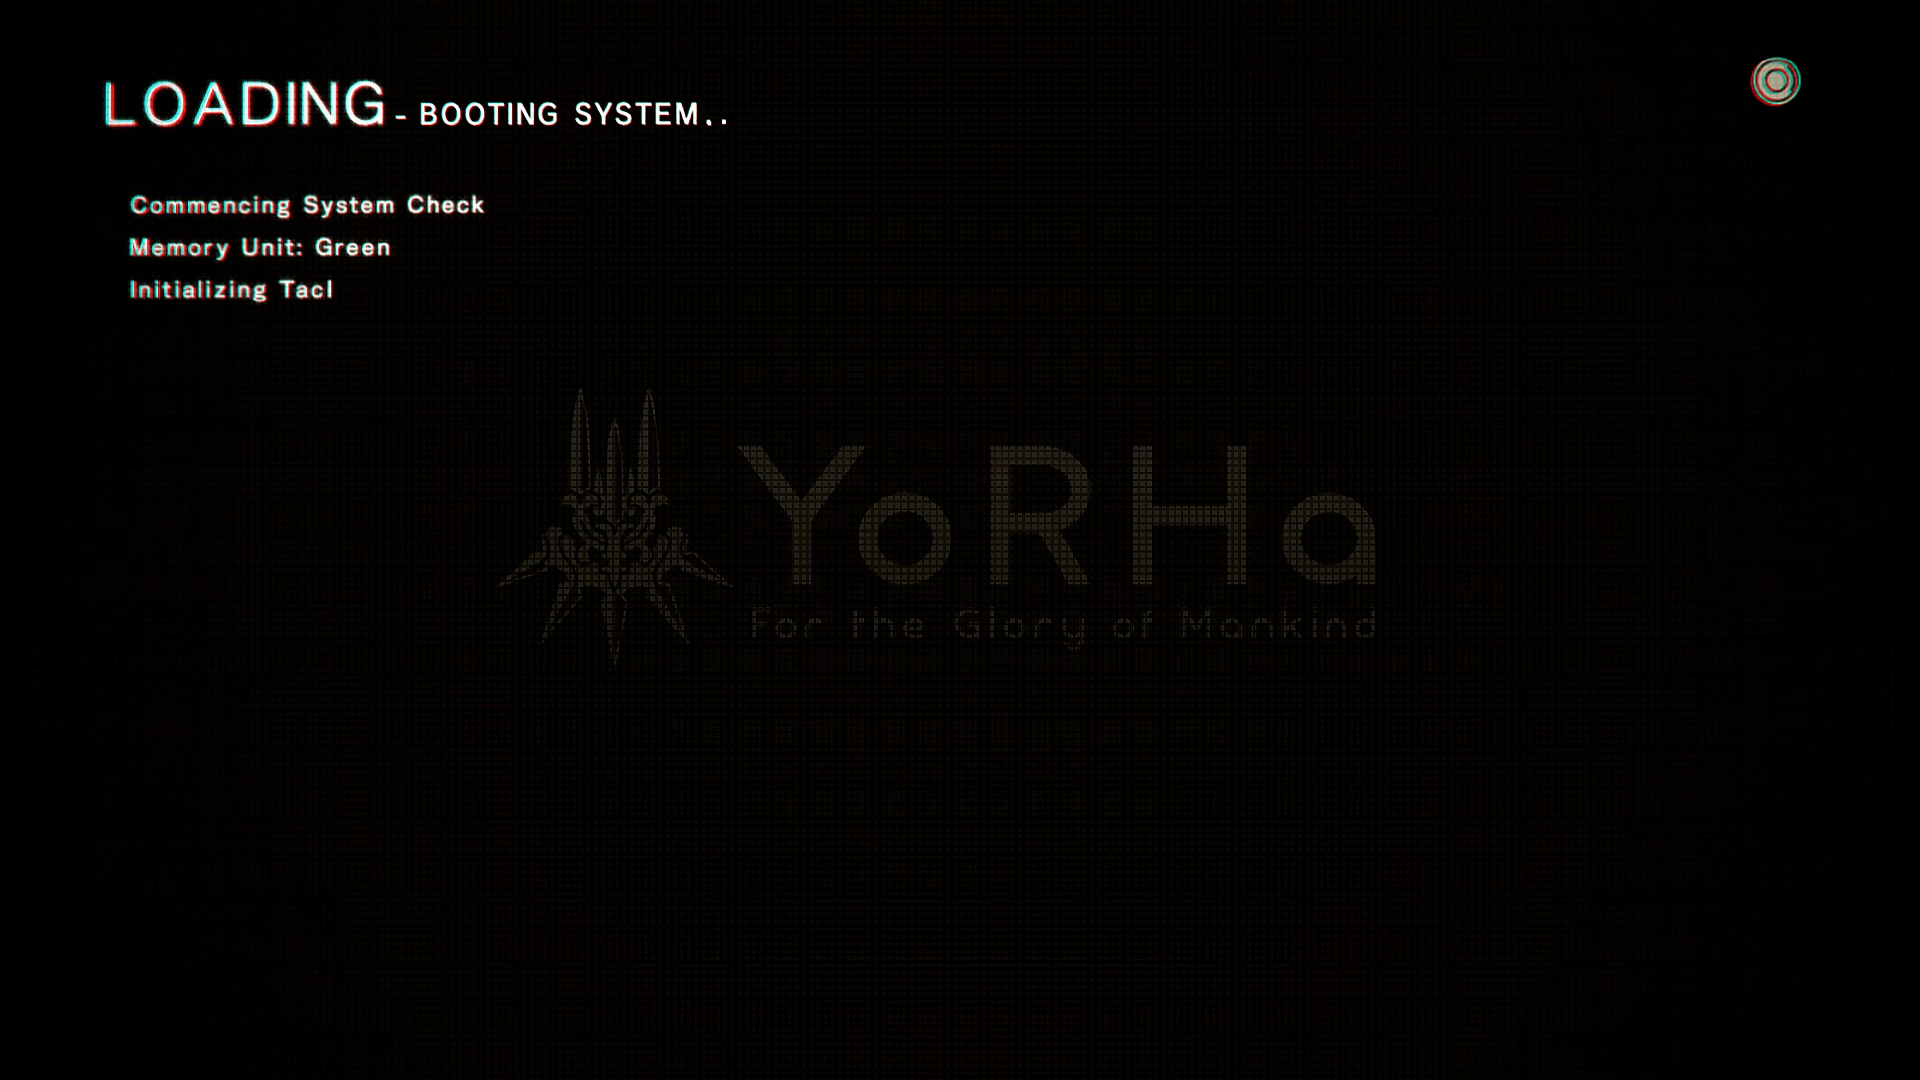 LOADING - BOOTING SYSTEM..
Commencing System Check
Memory Unit: Green
Initializing Tacl
YoRHa
For the Glory of Mankind